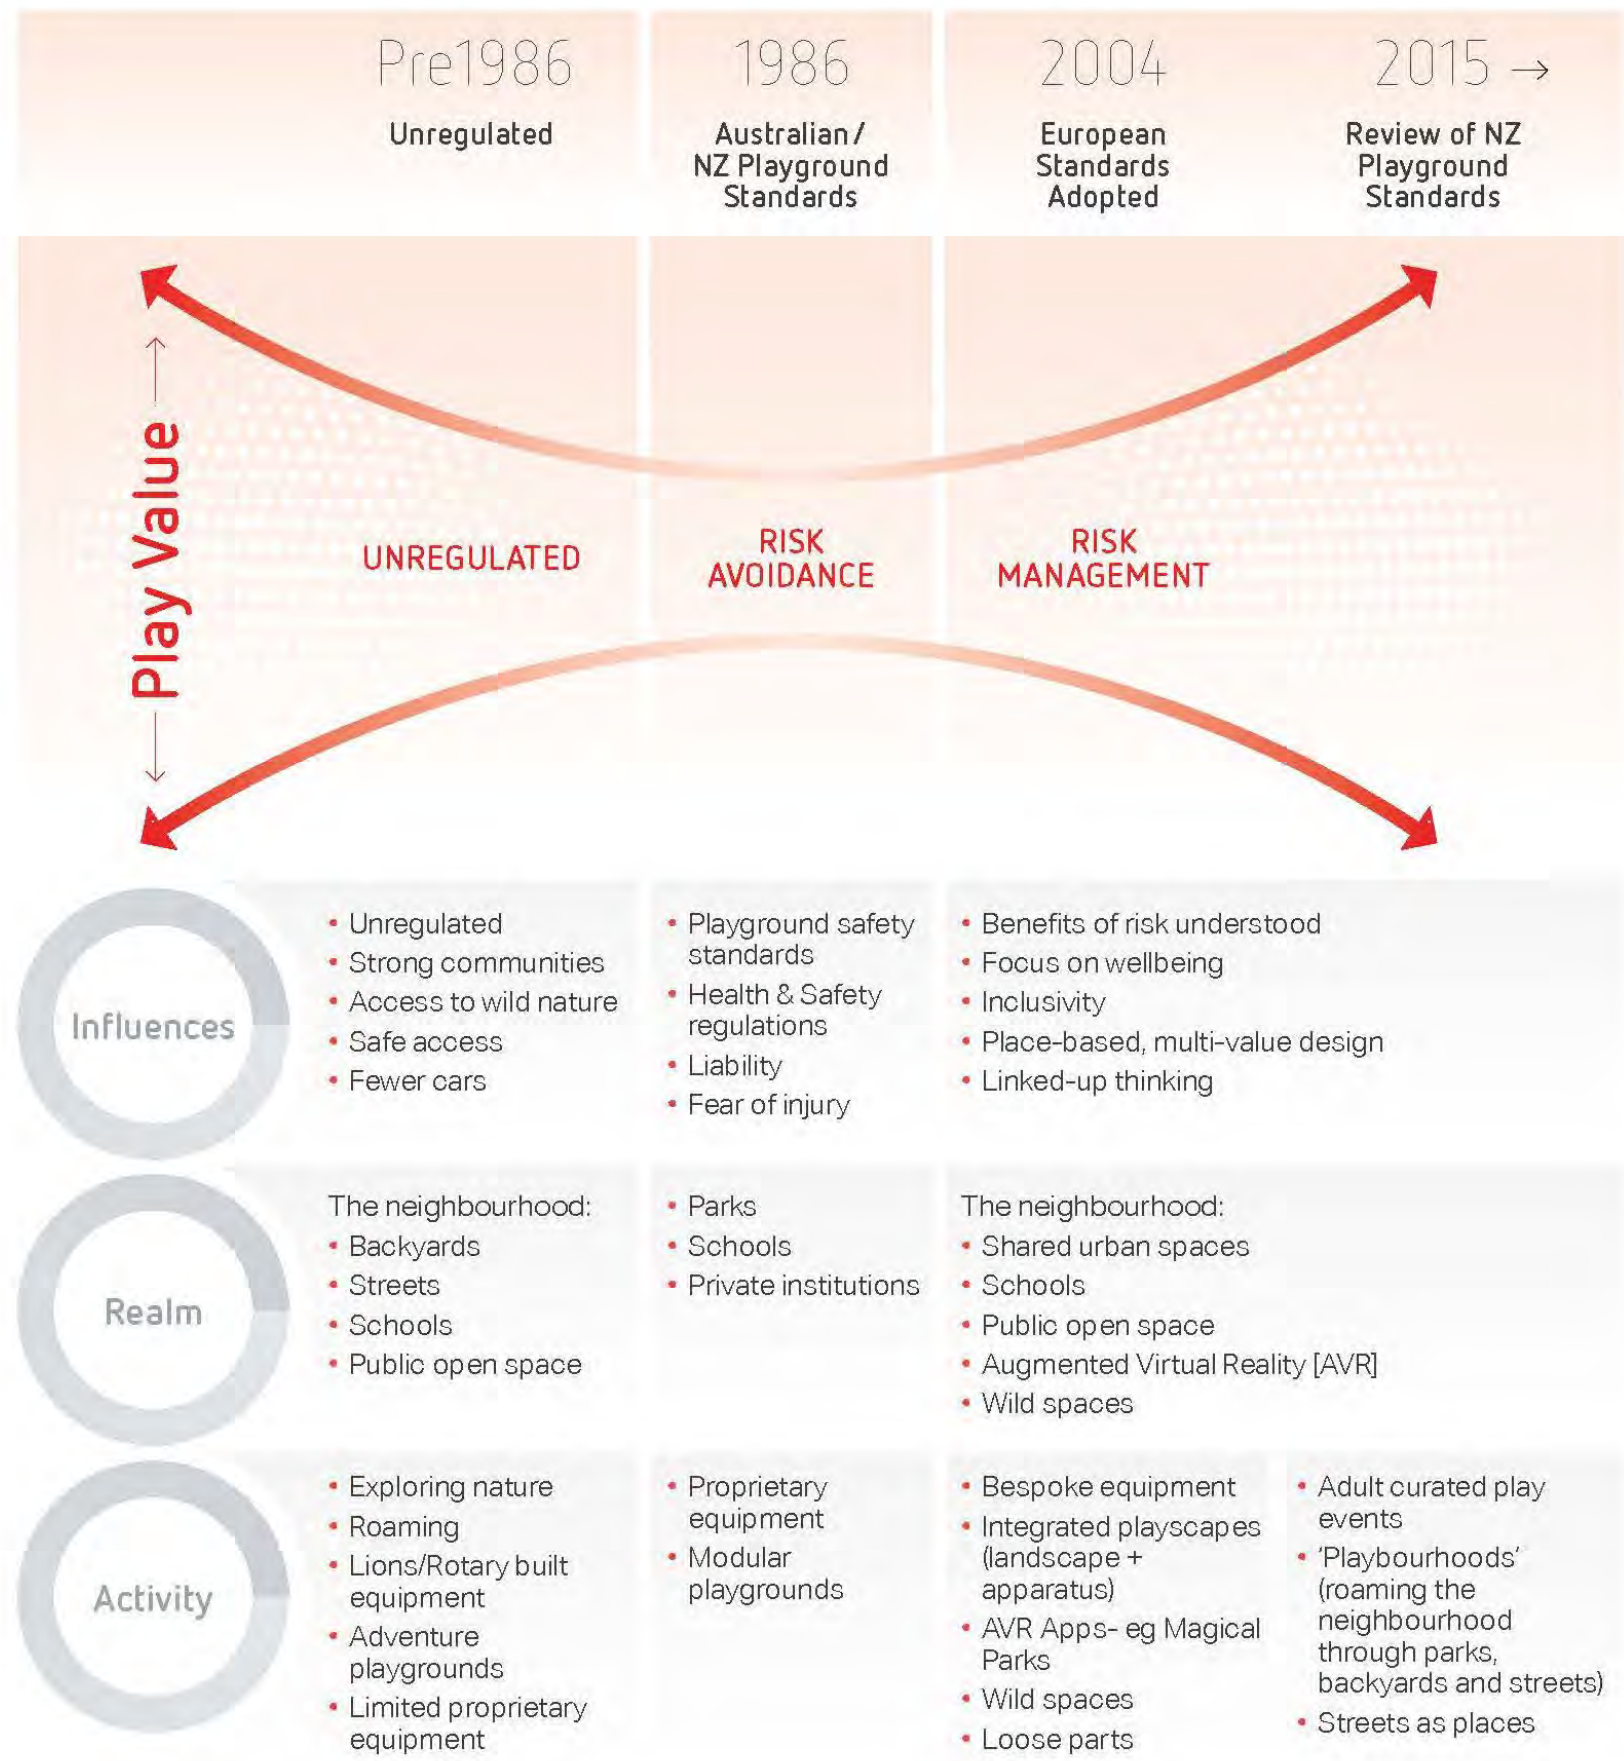 Pre1986
Unregulated
1986
Australian/
NZ Playground
Standards
2004
European
Standards
Adopted
2015 →
Review of NZ
Playground
Standards
← Play Value →
UNREGULATED
RISK
AVOIDANCE
RISK
MANAGEMENT
Influences
• Unregulated
• Strong communities
• Access to wild nature
• Safe access
• Fewer cars
• Playground safety
standards
• Health & Safety
regulations
• Liability
• Fear of injury
• Benefits of risk understood
• Focus on wellbeing
• Inclusivity
• Place-based, multi-value design
• Linked-up thinking
Realm
The neighbourhood:
• Backyards
• Streets
• Schools
• Public open space
• Parks
• Schools
• Private institutions
The neighbourhood:
• Shared urban spaces
• Schools
• Public open space
• Augmented Virtual Reality [AVR]
• Wild spaces
Activity
• Exploring nature
• Roaming
• Lions/Rotary built
equipment
• Adventure
playgrounds
• Limited proprietary
equipment
• Proprietary
equipment
• Modular
playgrounds
• Bespoke equipment
• Integrated playscapes
(landscape +
apparatus)
• AVR Apps- eg Magical
Parks
• Wild spaces
• Loose parts
• Adult curated play
events
• 'Playbourhoods'
(roaming the
neighbourhood
through parks,
backyards and streets)
• Streets as places